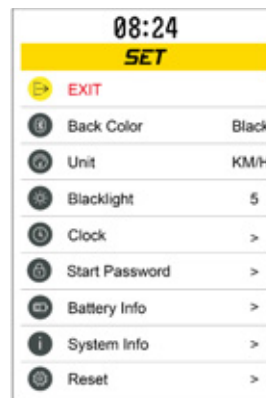 08:24
SET
EXIT
Back Color Black
Unit KM/H
Blacklight 5
Clock >
Start Password >
Battery Info >
System Info >
Reset >